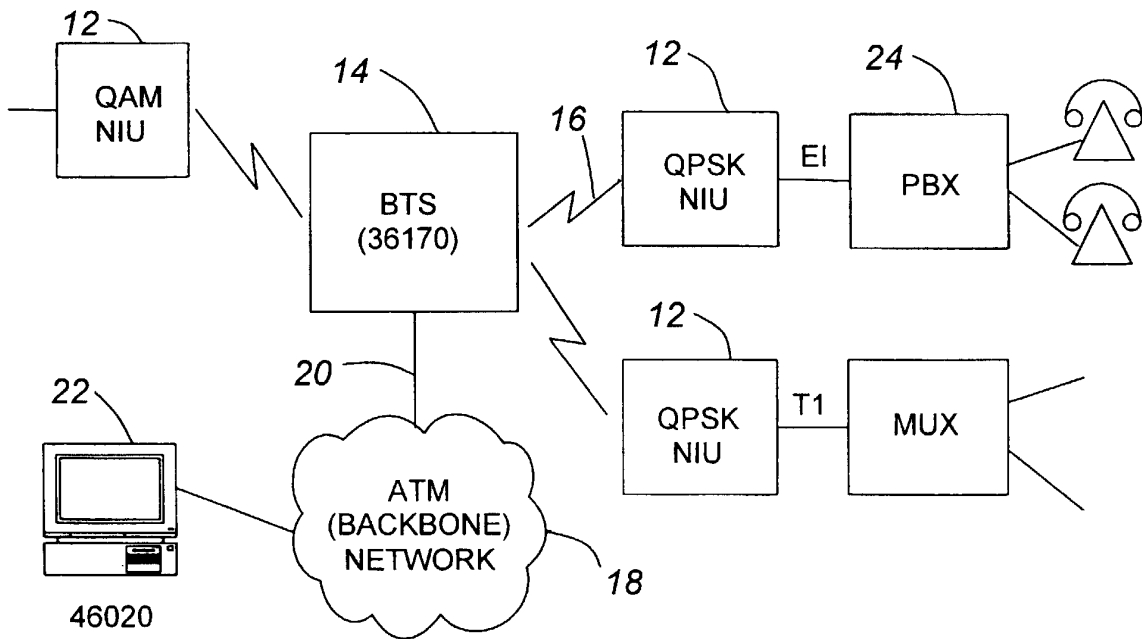 12
QAM
NIU
14
BTS
(36170)
16
12
QPSK
NIU
EI
24
PBX
12
QPSK
NIU
T1
MUX
20
22
46020
ATM
(BACKBONE)
NETWORK
18